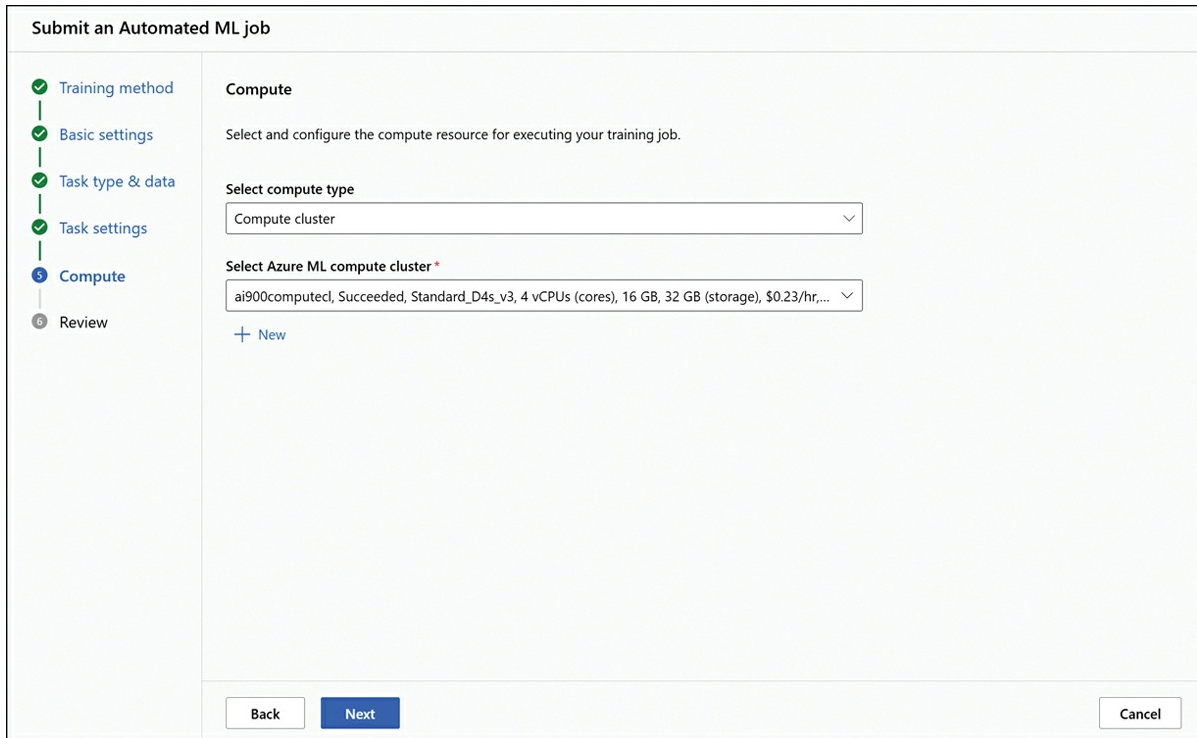 Submit an Automated ML job
Training method
Basic settings
Task type & data
Task settings
5 Compute
6 Review
Compute
Select and configure the compute resource for executing your training job.
Select compute type
Compute cluster
Select Azure ML compute cluster*
ai900computecl, Succeeded, Standard_D4s_v3, 4 vCPUs (cores), 16 GB, 32 GB (storage), $0.23/hr,...
+ New
Back
Next
Cancel